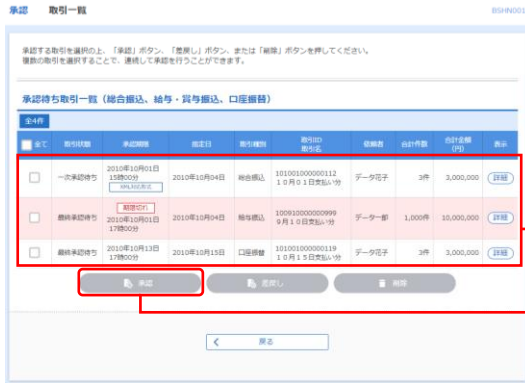 承認 取引一覧 BSHN001
承認する取引を選択の上、「承認」ボタン、「差戻し」ボタン、または「削除」ボタンを押してください。
複数の取引を選択することで、連続して承認を行うことができます。
承認待ち取引一覧（総合振込、給与・賞与振込、口座振替）
全4件
全て 取引状態 承認期限 指定日 取引種別 取引ID 取引名 依頼者 合計件数 合計金額(円) 表示
一次承認待ち 2010年10月01日 15時00分 2010年10月04日 総合振込 101001000000112 10月01日支払い分 データ花子 3件 3,000,000 詳細
期限切れ
最終承認待ち 2010年10月01日 17時00分 2010年10月04日 給与振込 100910000000999 9月10日支払い分 データ一郎 1,000件 10,000,000 詳細
最終承認待ち 2010年10月13日 17時00分 2010年10月15日 口座振替 101001000000119 10月15日支払い分 データ花子 3件 3,000,000 詳細
承認 差戻し 削除
戻る